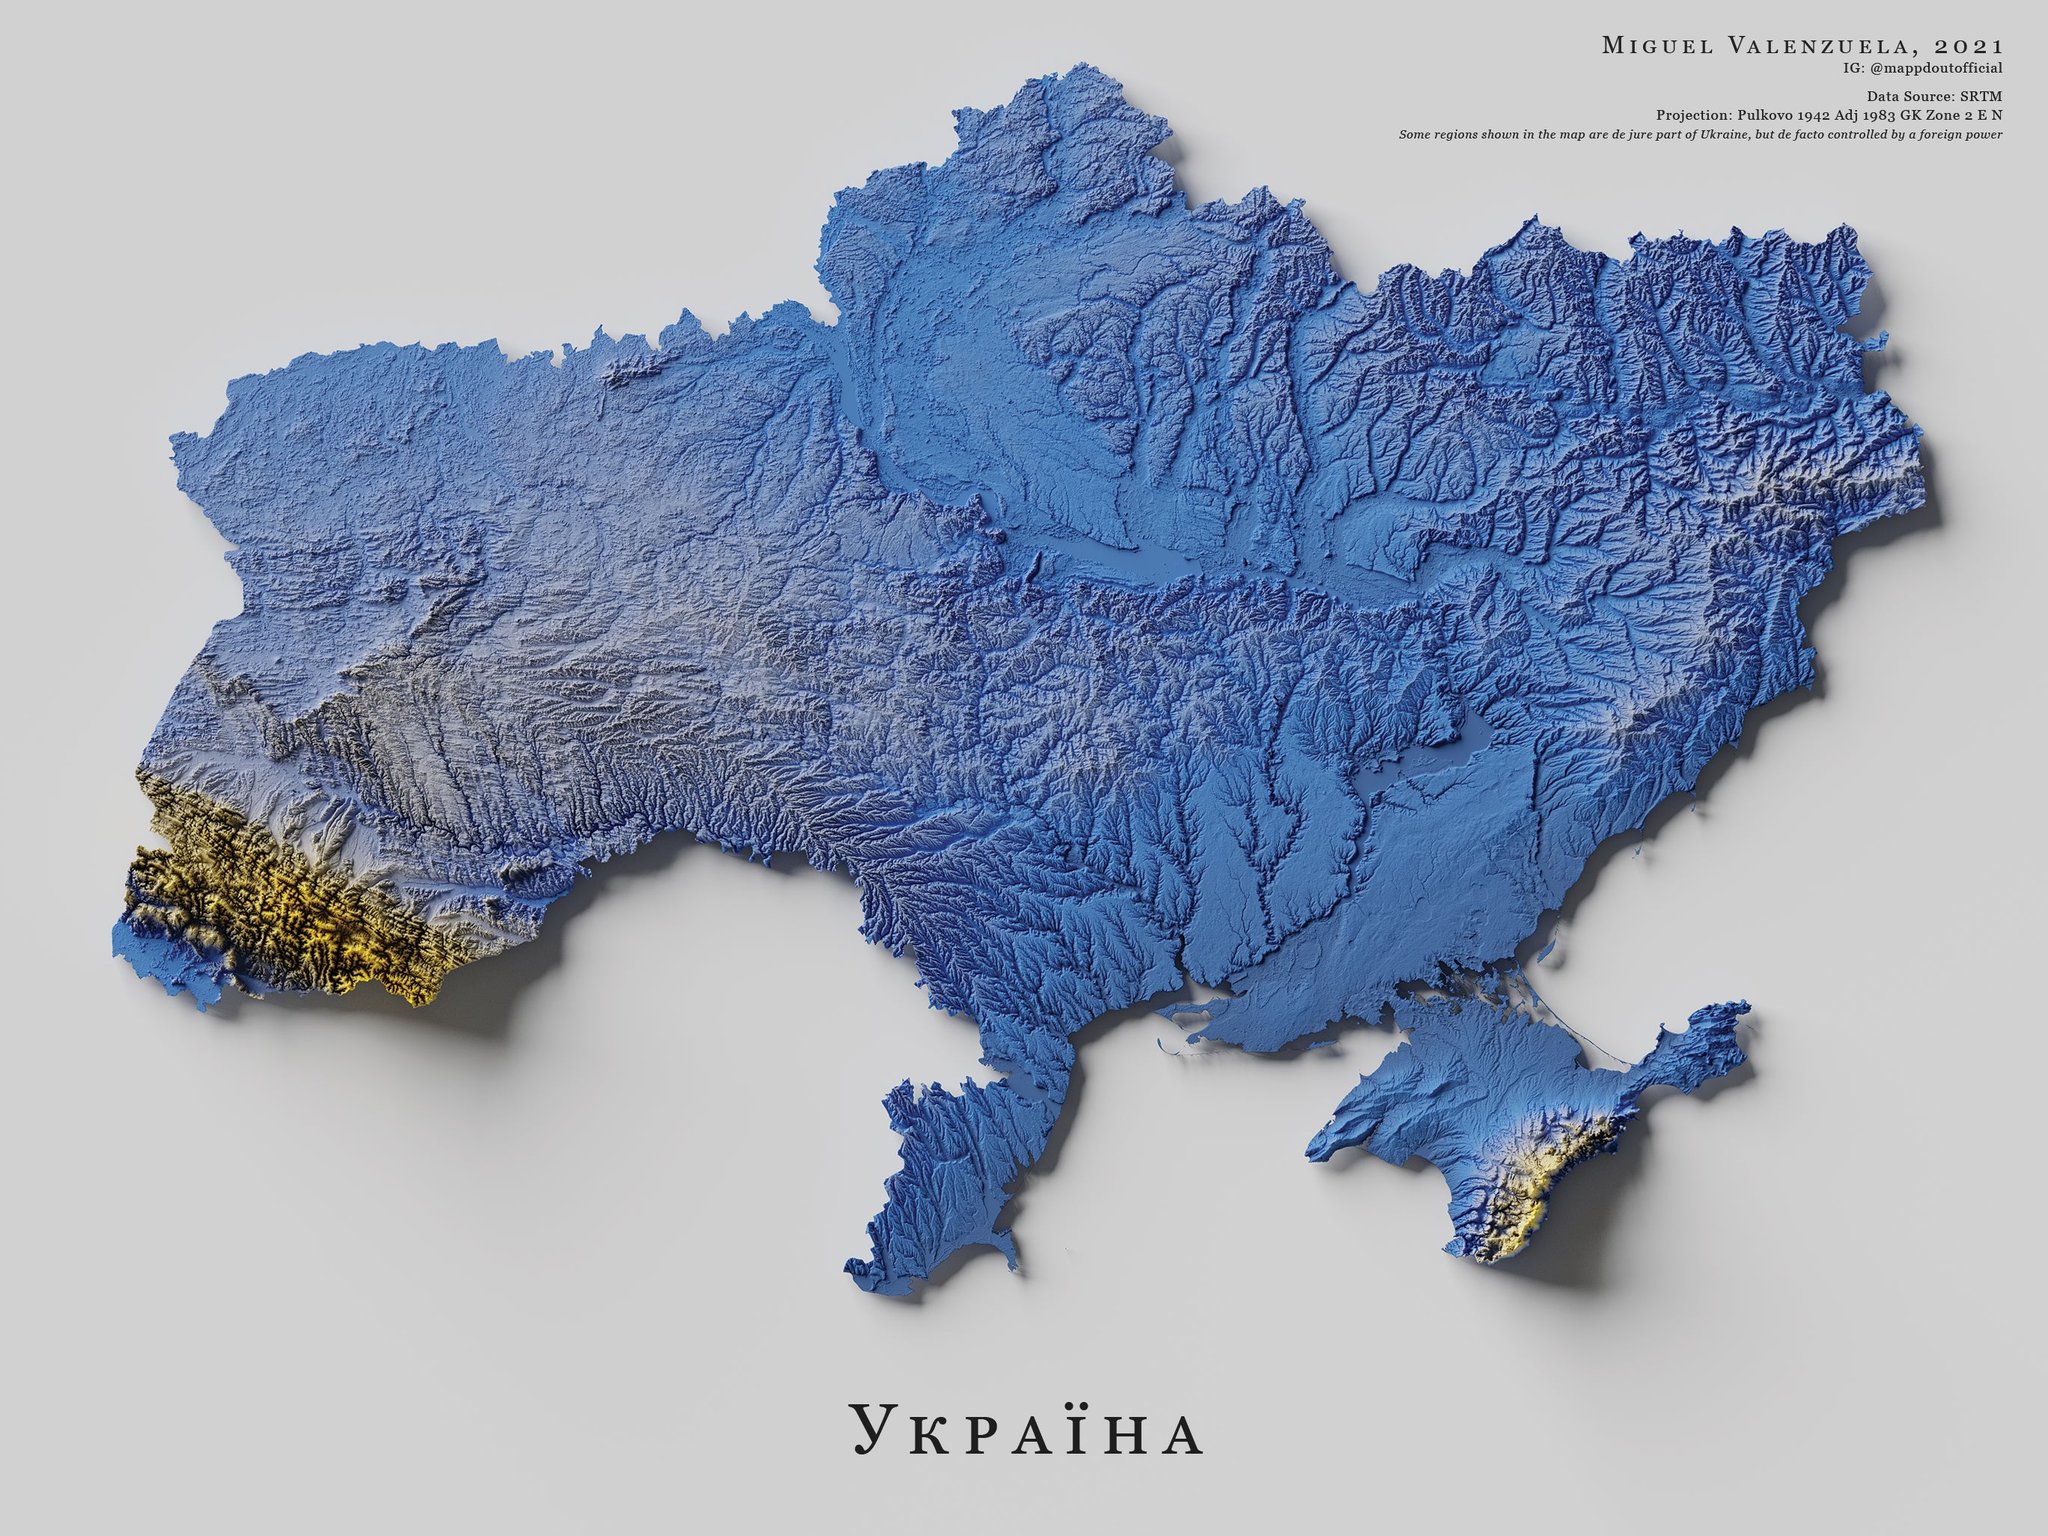 Miguel Valenzuela, 2021
IG: @mappdoutofficial
Data Source: SRTM
Projection: Pulkovo 1942 Adj 1983 GK Zone 2 E N
Some regions shown in the map are de jure part of Ukraine, but de facto controlled by a foreign power
Україна